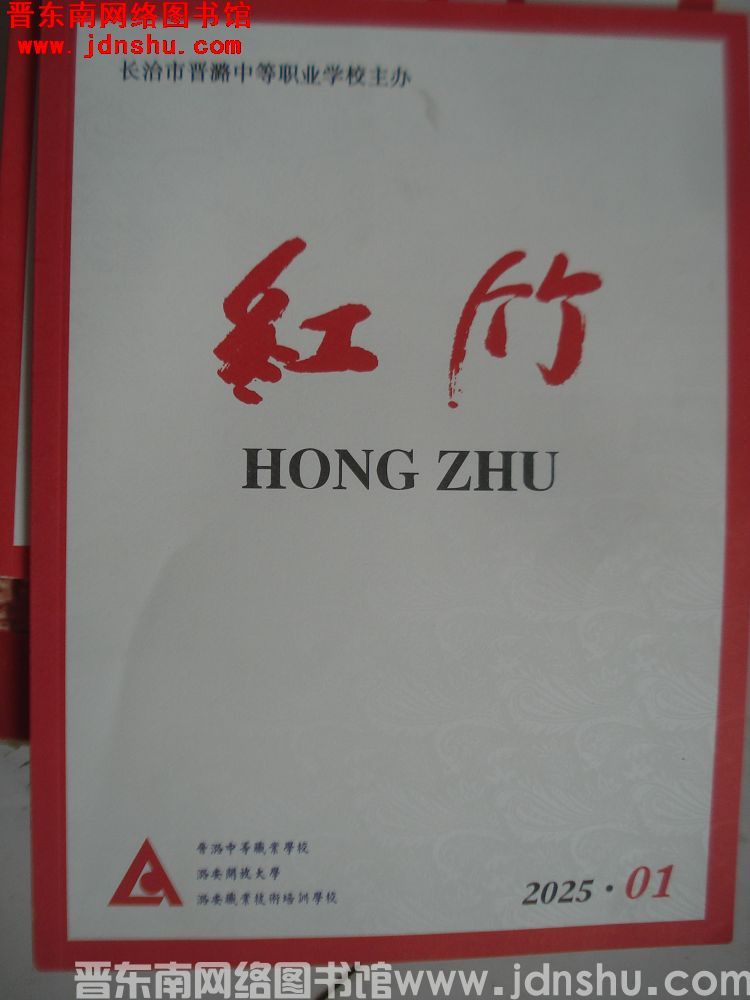 晋东南网络图书馆
www.jdnshu.com
长治市晋潞中等职业学校主办
紅竹
HONG ZHU
晋潞中等職業學校
潞安開放大學
潞安職業技術培訓學校
2025·01
晋东南网络图书馆www.jdnshu.com